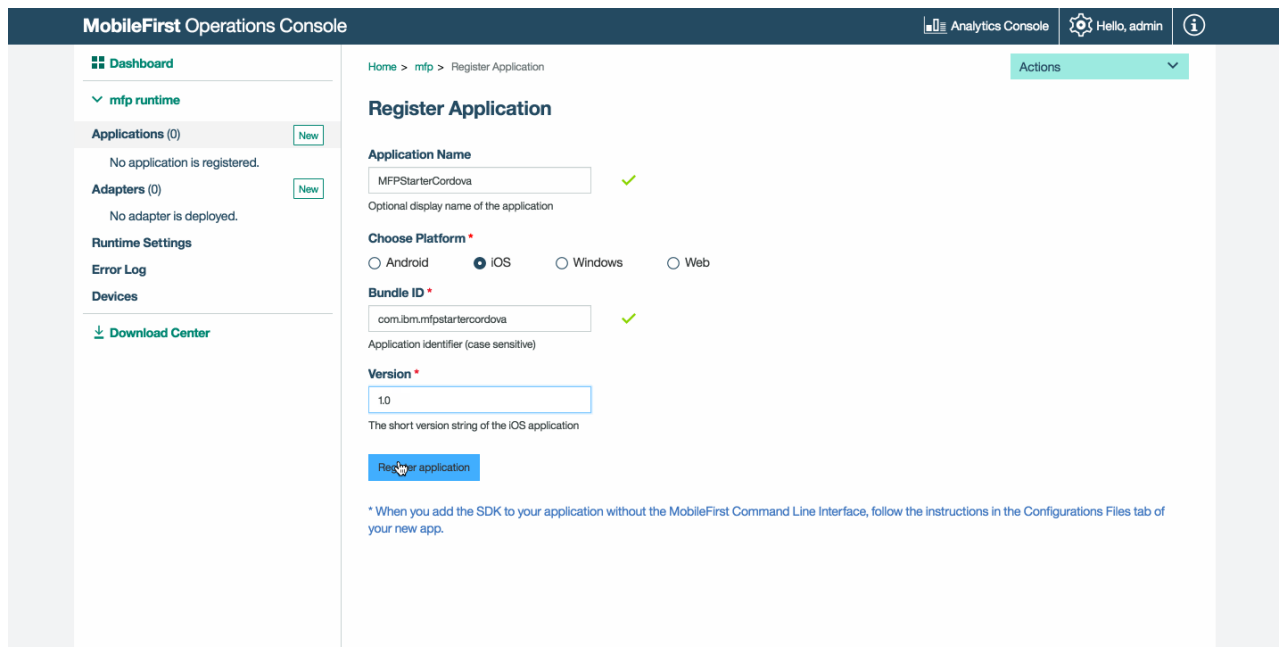 MobileFirst Operations Console
Analytics Console
Hello, admin
Dashboard
mfp runtime
Applications (0)
New
No application is registered.
Adapters (0)
New
No adapter is deployed.
Runtime Settings
Error Log
Devices
Download Center
Home > mfp > Register Application
Actions
Register Application
Application Name
MFPStarterCordova
Optional display name of the application
Choose Platform *
Android iOS Windows Web
Bundle ID *
com.ibm.mfpstartercordova
Application identifier (case sensitive)
Version *
1.0
The short version string of the iOS application
Register application
* When you add the SDK to your application without the MobileFirst Command Line Interface, follow the instructions in the Configurations Files tab of
your new app.